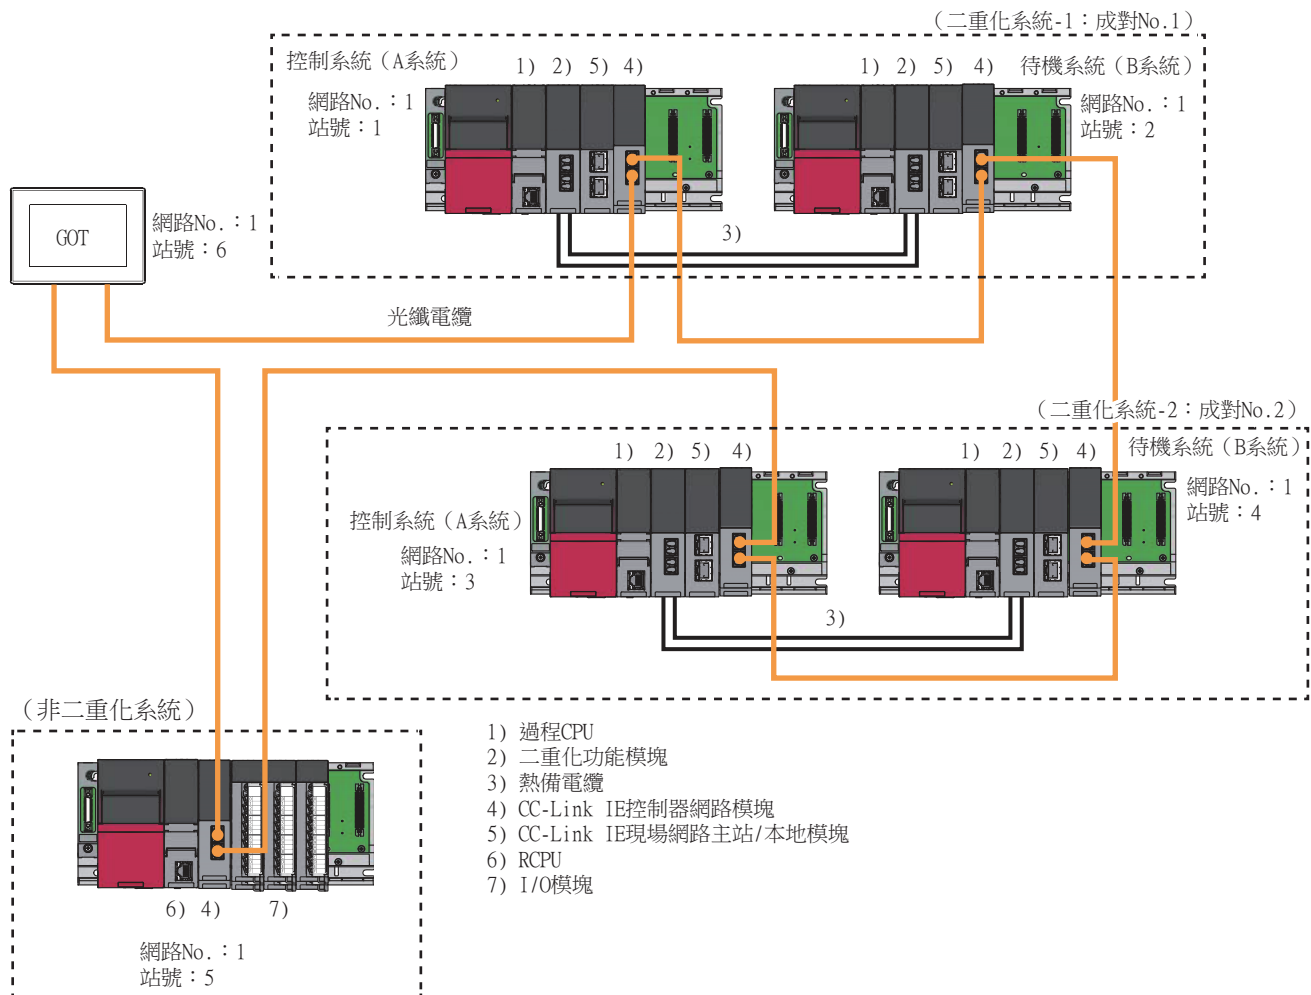 （二重化系統-1：成對No.1）
控制系統（A系統）
1) 2) 5) 4)
1) 2) 5) 4)
待機系統（B系統）
網路No.：1
站號：1
網路No.：1
站號：2
GOT
網路No.：1
站號：6
3)
光纖電纜
（二重化系統-2：成對No.2）
1) 2) 5) 4)
1) 2) 5) 4)
待機系統（B系統）
網路No.：1
站號：4
控制系統（A系統）
網路No.：1
站號：3
3)
（非二重化系統）
6) 4) 7)
網路No.：1
站號：5
1) 過程CPU
2) 二重化功能模塊
3) 熱備電纜
4) CC-Link IE控制器網路模塊
5) CC-Link IE現場網路主站/本地模塊
6) RCPU
7) I/O模塊